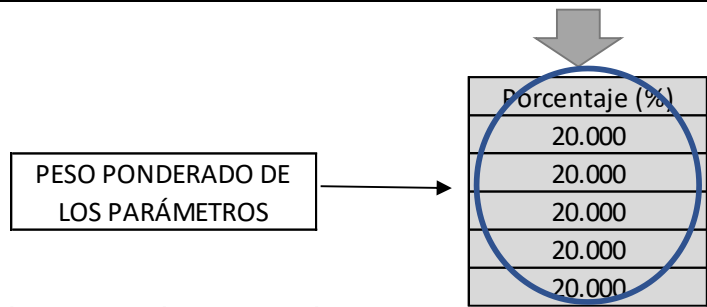 Porcentaje (%)
20.000
PESO PONDERADO DE
LOS PARÁMETROS
20.000
20.000
20.000
20.000